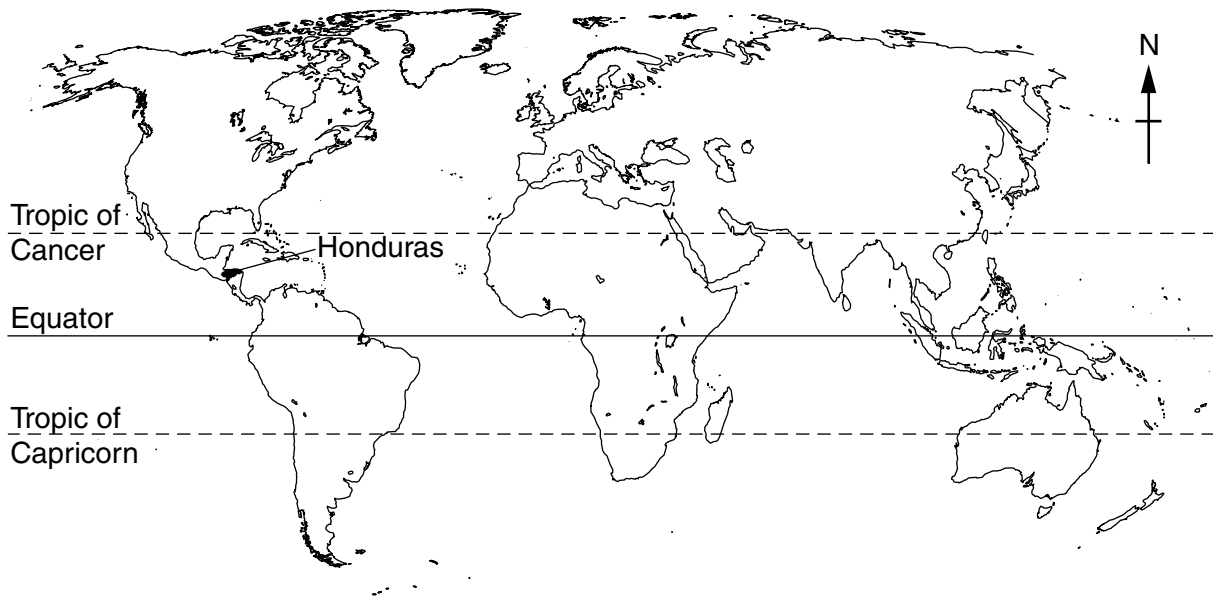 N
Tropic of
Cancer
Honduras
Equator
Tropic of
Capricorn